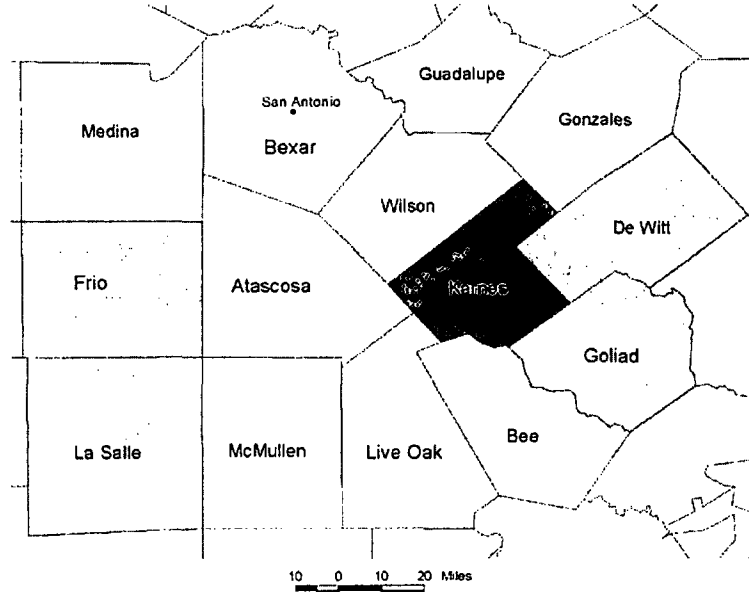 Guadalupe
San Antonio
Medina
Bexar
Gonzales
Wilson
De Witt
Frio
Atascosa
Karnes
Goliad
La Salle
McMullen
Live Oak
Bee
10 0 10 20 Miles